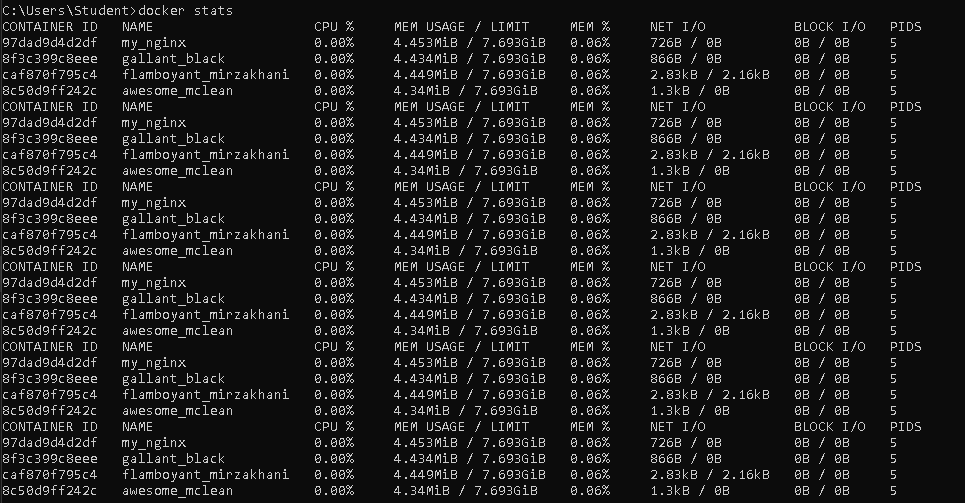 C:\Users\Student>docker stats
CONTAINER ID   NAME                   CPU %     MEM USAGE / LIMIT     MEM %     NET I/O           BLOCK I/O   PIDS
97dad9d4d2df   my_nginx               0.00%     4.453MiB / 7.693GiB   0.06%     726B / 0B         0B / 0B     5
8f3c399c8eee   gallant_black          0.00%     4.434MiB / 7.693GiB   0.06%     866B / 0B         0B / 0B     5
caf870f795c4   flamboyant_mirzakhani   0.00%     4.449MiB / 7.693GiB   0.06%     2.83kB / 2.16kB   0B / 0B     5
8c50d9ff242c   awesome_mclean         0.00%     4.34MiB / 7.693GiB    0.06%     1.3kB / 0B        0B / 0B     5
CONTAINER ID   NAME                   CPU %     MEM USAGE / LIMIT     MEM %     NET I/O           BLOCK I/O   PIDS
97dad9d4d2df   my_nginx               0.00%     4.453MiB / 7.693GiB   0.06%     726B / 0B         0B / 0B     5
8f3c399c8eee   gallant_black          0.00%     4.434MiB / 7.693GiB   0.06%     866B / 0B         0B / 0B     5
caf870f795c4   flamboyant_mirzakhani   0.00%     4.449MiB / 7.693GiB   0.06%     2.83kB / 2.16kB   0B / 0B     5
8c50d9ff242c   awesome_mclean         0.00%     4.34MiB / 7.693GiB    0.06%     1.3kB / 0B        0B / 0B     5
CONTAINER ID   NAME                   CPU %     MEM USAGE / LIMIT     MEM %     NET I/O           BLOCK I/O   PIDS
97dad9d4d2df   my_nginx               0.00%     4.453MiB / 7.693GiB   0.06%     726B / 0B         0B / 0B     5
8f3c399c8eee   gallant_black          0.00%     4.434MiB / 7.693GiB   0.06%     866B / 0B         0B / 0B     5
caf870f795c4   flamboyant_mirzakhani   0.00%     4.449MiB / 7.693GiB   0.06%     2.83kB / 2.16kB   0B / 0B     5
8c50d9ff242c   awesome_mclean         0.00%     4.34MiB / 7.693GiB    0.06%     1.3kB / 0B        0B / 0B     5
CONTAINER ID   NAME                   CPU %     MEM USAGE / LIMIT     MEM %     NET I/O           BLOCK I/O   PIDS
97dad9d4d2df   my_nginx               0.00%     4.453MiB / 7.693GiB   0.06%     726B / 0B         0B / 0B     5
8f3c399c8eee   gallant_black          0.00%     4.434MiB / 7.693GiB   0.06%     866B / 0B         0B / 0B     5
caf870f795c4   flamboyant_mirzakhani   0.00%     4.449MiB / 7.693GiB   0.06%     2.83kB / 2.16kB   0B / 0B     5
8c50d9ff242c   awesome_mclean         0.00%     4.34MiB / 7.693GiB    0.06%     1.3kB / 0B        0B / 0B     5
CONTAINER ID   NAME                   CPU %     MEM USAGE / LIMIT     MEM %     NET I/O           BLOCK I/O   PIDS
97dad9d4d2df   my_nginx               0.00%     4.453MiB / 7.693GiB   0.06%     726B / 0B         0B / 0B     5
8f3c399c8eee   gallant_black          0.00%     4.434MiB / 7.693GiB   0.06%     866B / 0B         0B / 0B     5
caf870f795c4   flamboyant_mirzakhani   0.00%     4.449MiB / 7.693GiB   0.06%     2.83kB / 2.16kB   0B / 0B     5
8c50d9ff242c   awesome_mclean         0.00%     4.34MiB / 7.693GiB    0.06%     1.3kB / 0B        0B / 0B     5
CONTAINER ID   NAME                   CPU %     MEM USAGE / LIMIT     MEM %     NET I/O           BLOCK I/O   PIDS
97dad9d4d2df   my_nginx               0.00%     4.453MiB / 7.693GiB   0.06%     726B / 0B         0B / 0B     5
8f3c399c8eee   gallant_black          0.00%     4.434MiB / 7.693GiB   0.06%     866B / 0B         0B / 0B     5
caf870f795c4   flamboyant_mirzakhani   0.00%     4.449MiB / 7.693GiB   0.06%     2.83kB / 2.16kB   0B / 0B     5
8c50d9ff242c   awesome_mclean         0.00%     4.34MiB / 7.693GiB    0.06%     1.3kB / 0B        0B / 0B     5